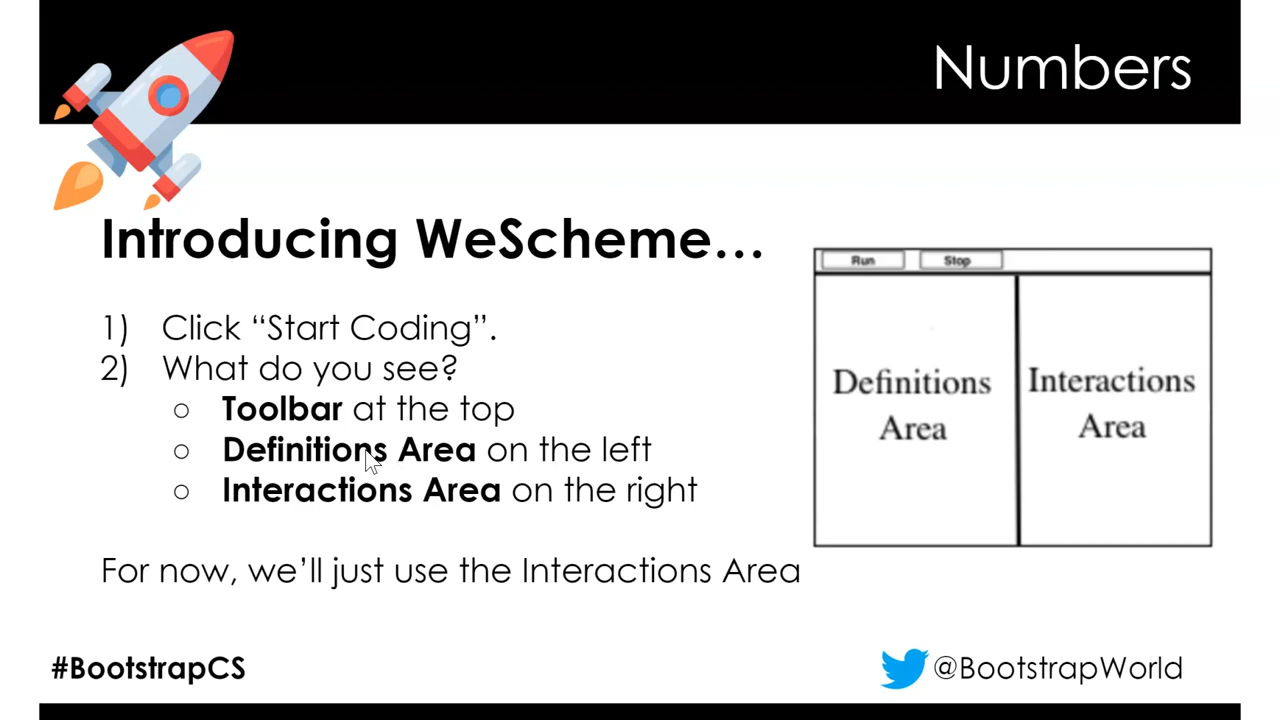 Numbers
Introducing WeScheme…
1) Click “Start Coding”.
2) What do you see?
○ Toolbar at the top
○ Definitions Area on the left
○ Interactions Area on the right
For now, we’ll just use the Interactions Area
Run Stop
Definitions
Area
Interactions
Area
#BootstrapCS
@BootstrapWorld